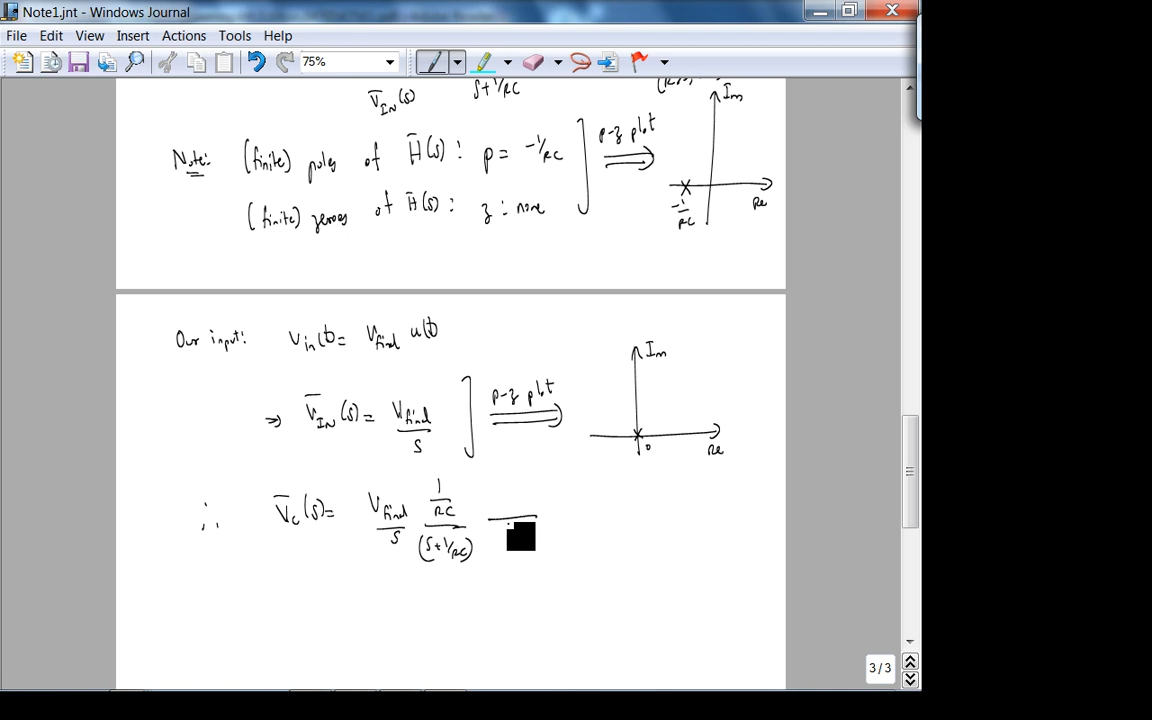 Note1.jnt - Windows Journal
File Edit View Insert Actions Tools Help
75%
V̄IN(s) s+1/RC
Im
Note: (finite) poles of H̄(s): p = -1/RC ] p-z plot
(finite) zeroes of H̄(s): z: none
-1/RC Re
Our input: Vin(t)= Vfinal u(t)
⇒ V̄IN(s)= Vfinal/s ] p-z plot
Im
0 Re
∴ V̄c(s)= Vfinal/s (1/RC)/(s+1/RC)
3/3